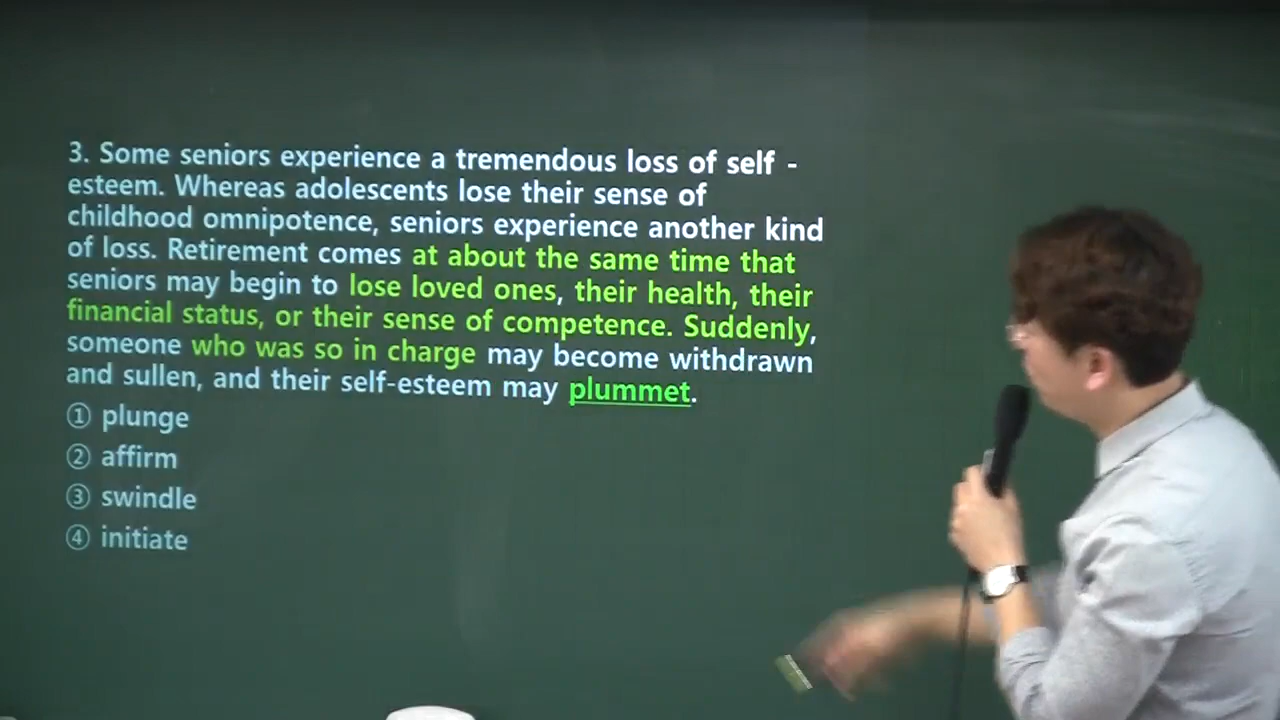 3. Some seniors experience a tremendous loss of self -
esteem. Whereas adolescents lose their sense of
childhood omnipotence, seniors experience another kind
of loss. Retirement comes at about the same time that
seniors may begin to lose loved ones, their health, their
financial status, or their sense of competence. Suddenly,
someone who was so in charge may become withdrawn
and sullen, and their self-esteem may plummet.
① plunge
② affirm
③ swindle
④ initiate